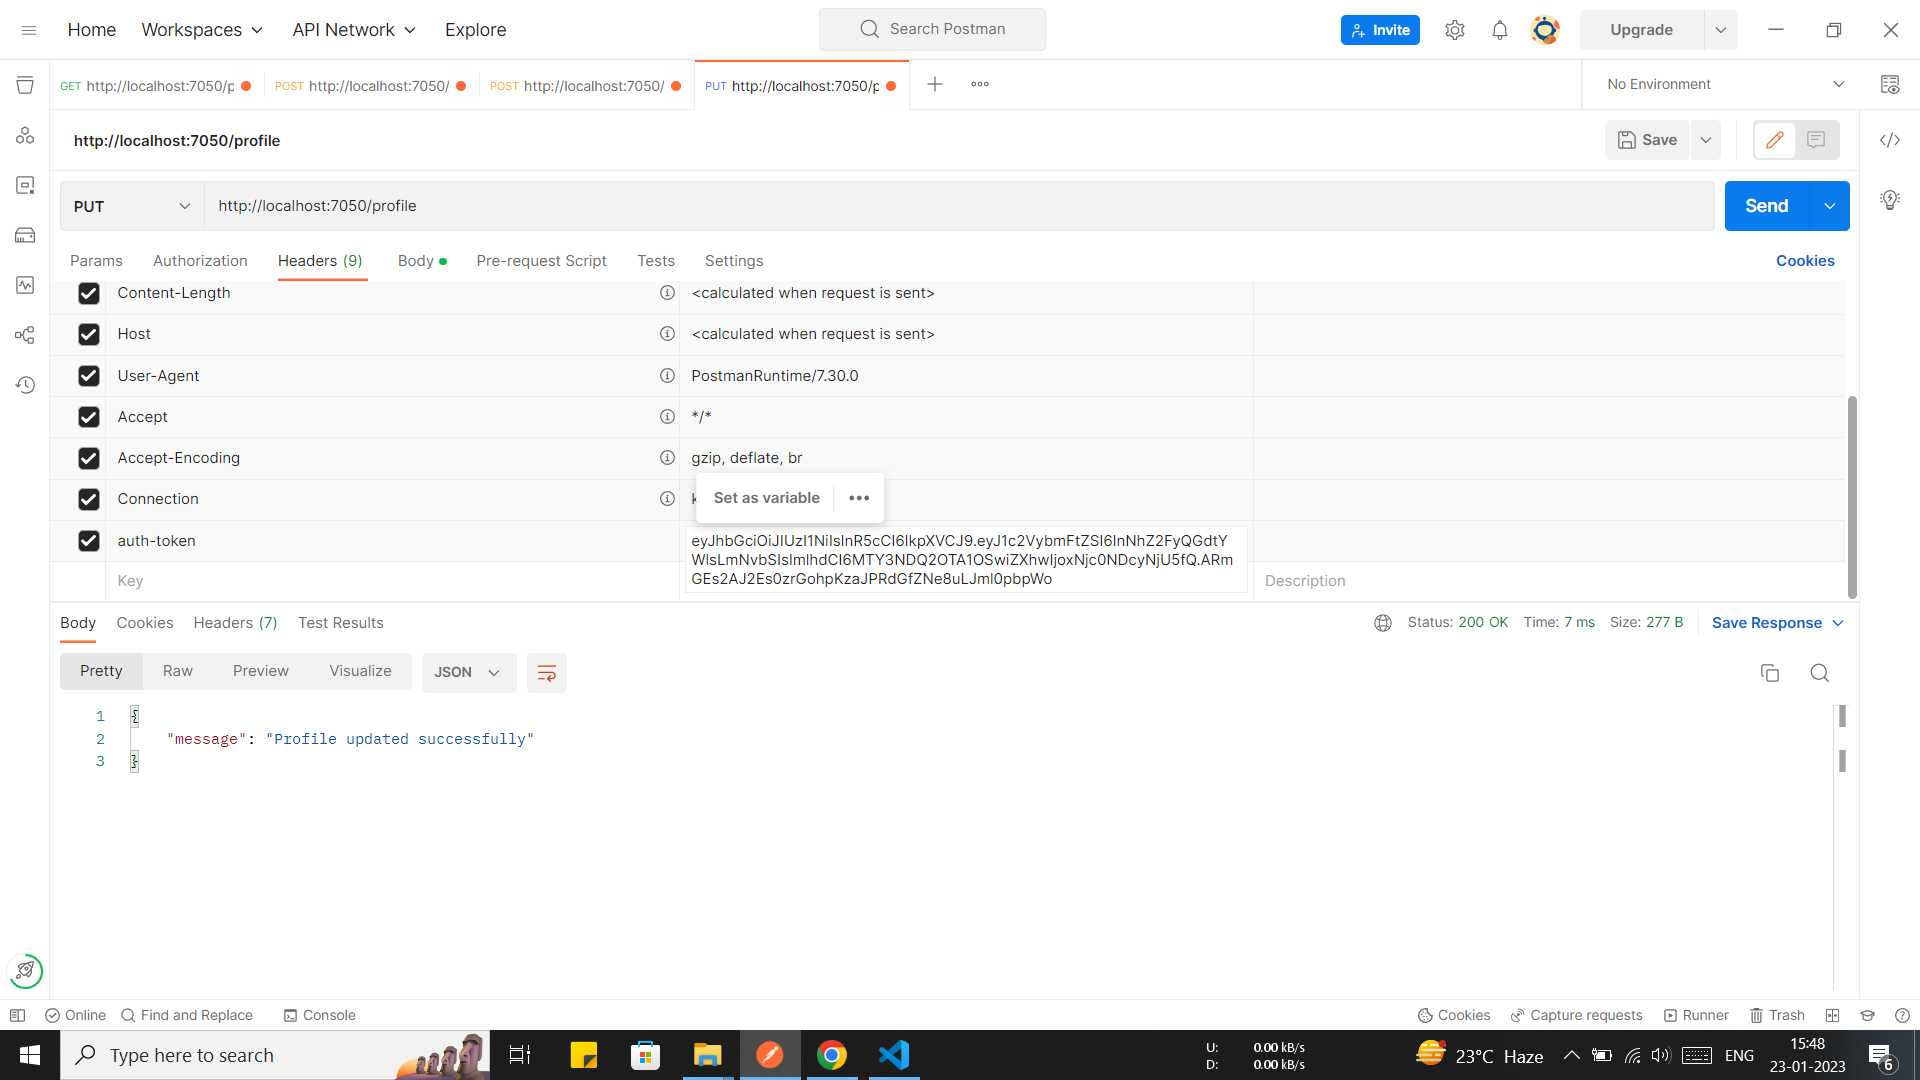 Home
Workspaces
API Network
Explore
Search Postman
Invite
Upgrade
GET http://localhost:7050/p
POST http://localhost:7050/
POST http://localhost:7050/
PUT http://localhost:7050/p
No Environment
http://localhost:7050/profile
Save
PUT
http://localhost:7050/profile
Send
Params
Authorization
Headers (9)
Body
Pre-request Script
Tests
Settings
Cookies
Content-Length
<calculated when request is sent>
Host
<calculated when request is sent>
User-Agent
PostmanRuntime/7.30.0
Accept
*/*
Accept-Encoding
gzip, deflate, br
Connection
Set as variable
auth-token
eyJhbGciOiJIUzI1NiIsInR5cCI6IkpXVCJ9.eyJ1c2VybmFtZSI6InNhZ2FyQGdtY
WlsLmNvbSIsImlhdCI6MTY3NDQ2OTA1OSwiZXhwIjoxNjc0NDcyNjU5fQ.ARm
GEs2AJ2Es0zrGohpKzaJPRdGfZNe8uLJml0pbpWo
Key
Description
Body
Cookies
Headers (7)
Test Results
Status: 200 OK
Time: 7 ms
Size: 277 B
Save Response
Pretty
Raw
Preview
Visualize
JSON
1 {
2 "message": "Profile updated successfully"
3 }
Online
Find and Replace
Console
Cookies
Capture requests
Runner
Trash
Type here to search
U: 0.00 kB/s
D: 0.00 kB/s
23°C Haze
ENG
15:48
23-01-2023
6